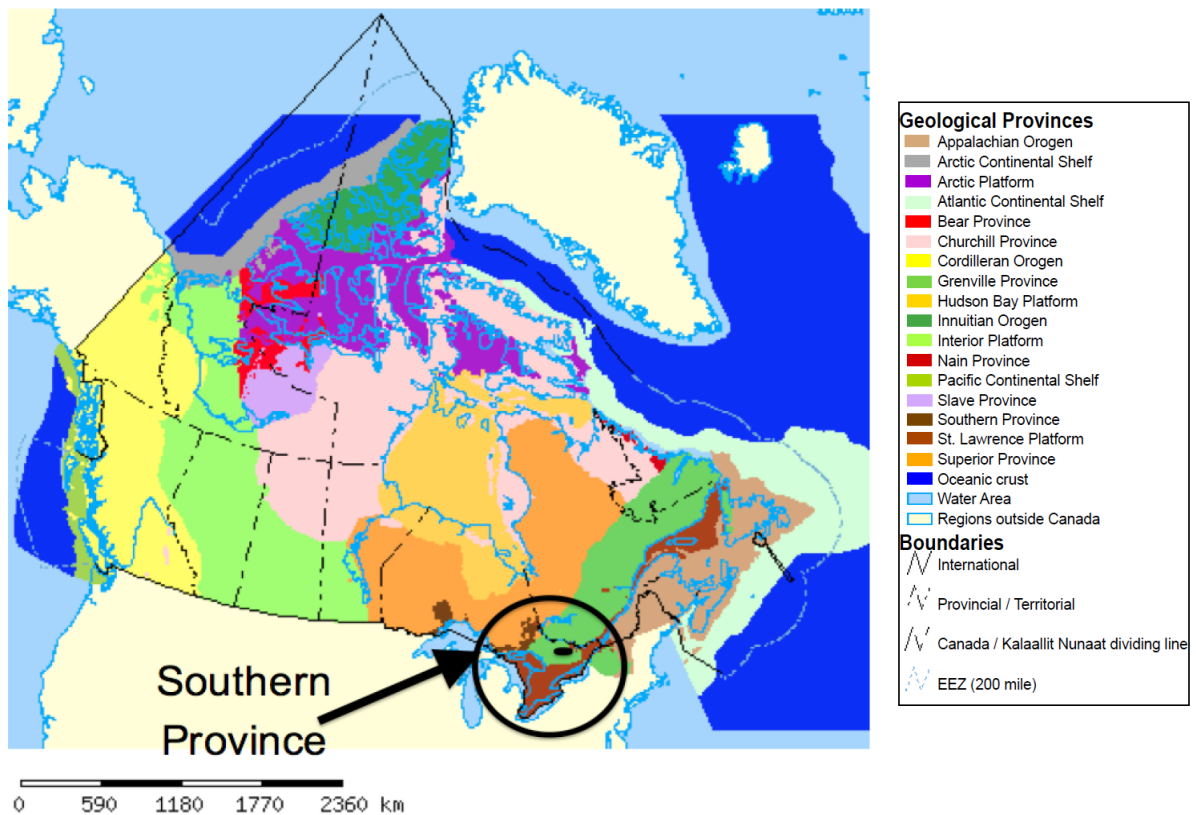 Southern
Province
0 590 1180 1770 2360 km
Geological Provinces
Appalachian Orogen
Arctic Continental Shelf
Arctic Platform
Atlantic Continental Shelf
Bear Province
Churchill Province
Cordilleran Orogen
Grenville Province
Hudson Bay Platform
Innuitian Orogen
Interior Platform
Nain Province
Pacific Continental Shelf
Slave Province
Southern Province
St. Lawrence Platform
Superior Province
Oceanic crust
Water Area
Regions outside Canada
Boundaries
International
Provincial / Territorial
Canada / Kalaallit Nunaat dividing line
EEZ (200 mile)